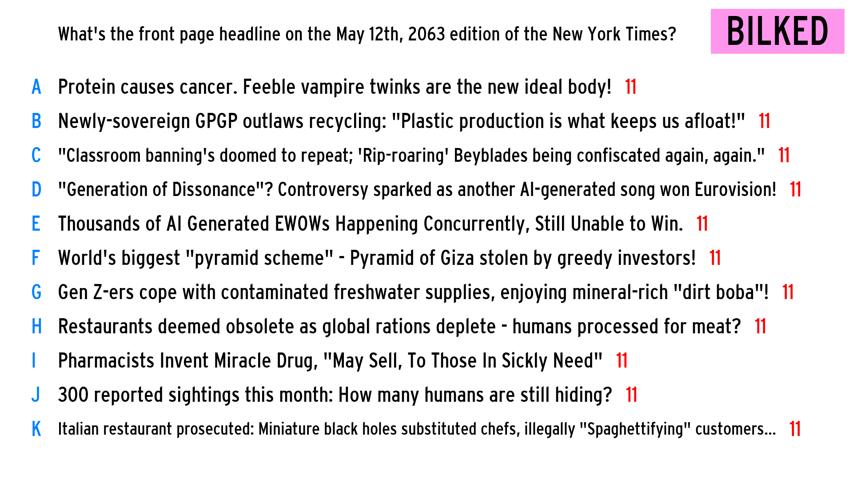 What's the front page headline on the May 12th, 2063 edition of the New York Times? BILKED
A Protein causes cancer. Feeble vampire twinks are the new ideal body! 11
B Newly-sovereign GPGP outlaws recycling: "Plastic production is what keeps us afloat!" 11
C "Classroom banning's doomed to repeat; 'Rip-roaring' Beyblades being confiscated again, again." 11
D "Generation of Dissonance"? Controversy sparked as another AI-generated song won Eurovision! 11
E Thousands of AI Generated EWOWs Happening Concurrently, Still Unable to Win. 11
F World's biggest "pyramid scheme" - Pyramid of Giza stolen by greedy investors! 11
G Gen Z-ers cope with contaminated freshwater supplies, enjoying mineral-rich "dirt boba"! 11
H Restaurants deemed obsolete as global rations deplete - humans processed for meat? 11
I Pharmacists Invent Miracle Drug, "May Sell, To Those In Sickly Need" 11
J 300 reported sightings this month: How many humans are still hiding? 11
K Italian restaurant prosecuted: Miniature black holes substituted chefs, illegally "Spaghettifying" customers... 11